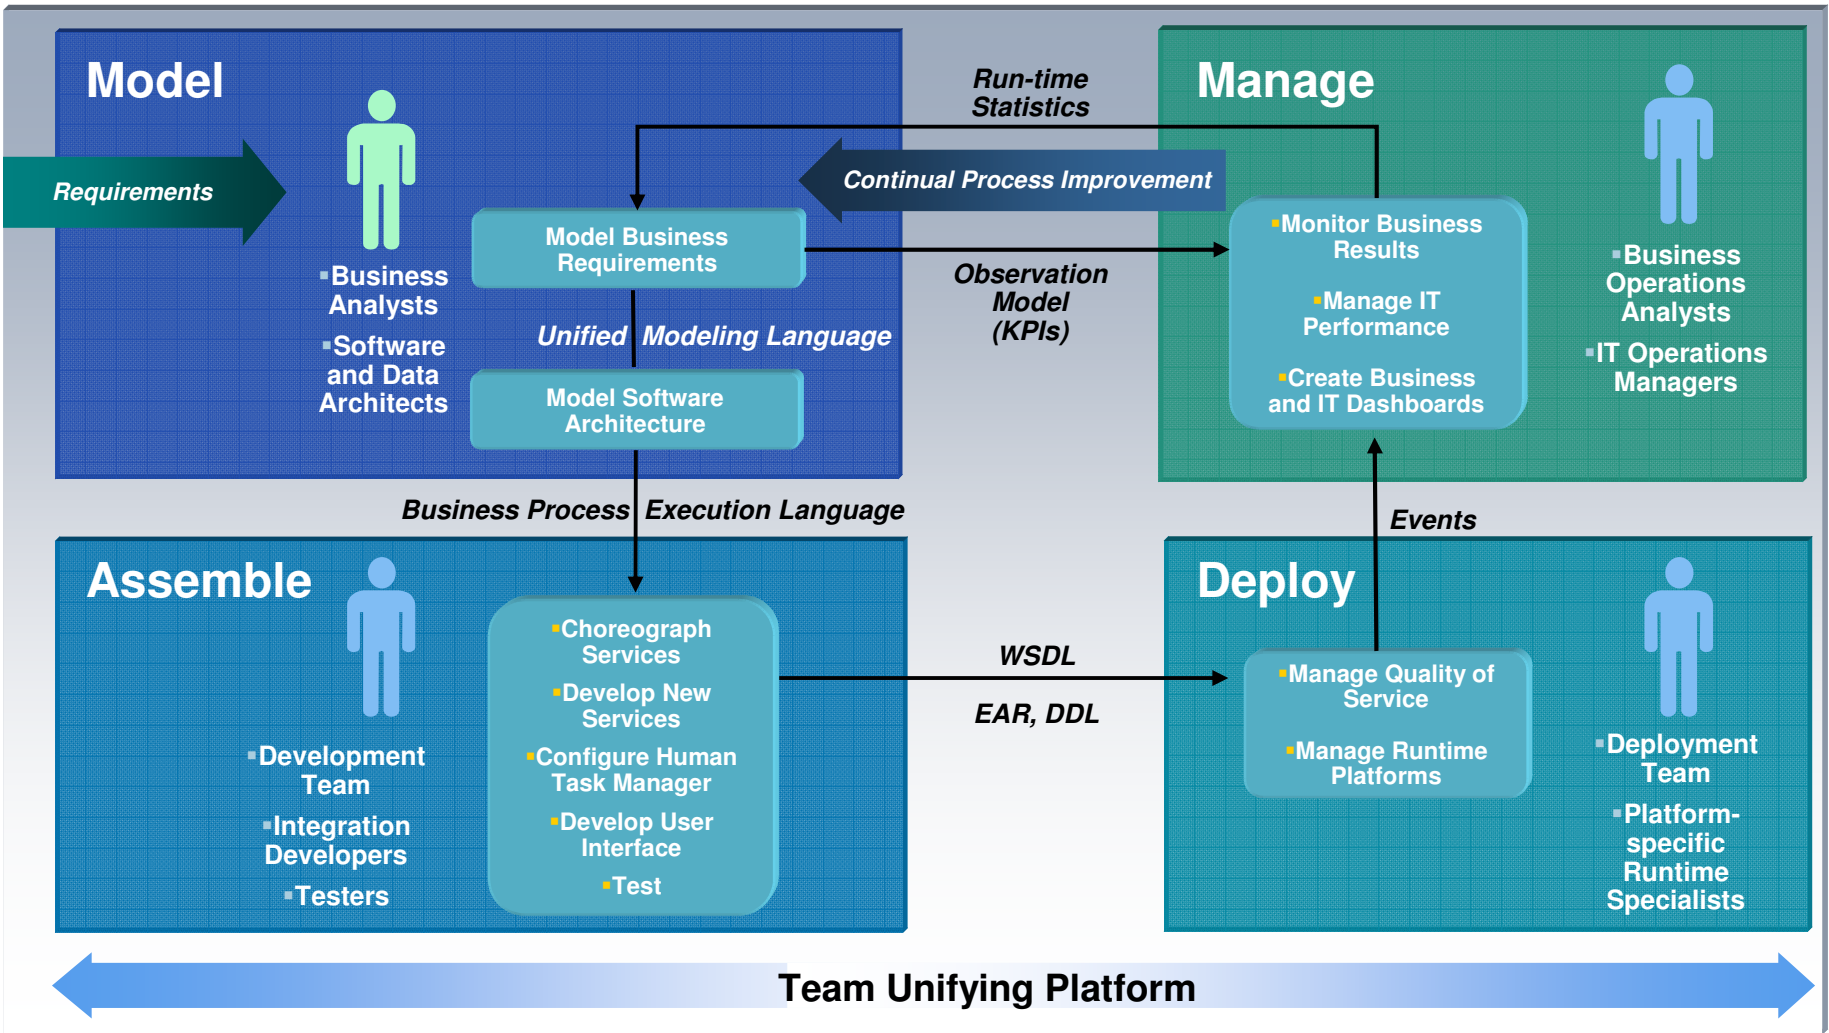 Model
Requirements
▪Business
Analysts
▪Software
and Data
Architects
Model Business
Requirements
Unified Modeling Language
Model Software
Architecture
Run-time
Statistics
Continual Process Improvement
Observation
Model
(KPIs)
Manage
▪Monitor Business
Results
▪Manage IT
Performance
▪Create Business
and IT Dashboards
▪Business
Operations
Analysts
▪IT Operations
Managers
Business Process Execution Language
Events
Assemble
▪Development
Team
▪Integration
Developers
▪Testers
▪Choreograph
Services
▪Develop New
Services
▪Configure Human
Task Manager
▪Develop User
Interface
▪Test
WSDL
EAR, DDL
Deploy
▪Manage Quality of
Service
▪Manage Runtime
Platforms
▪Deployment
Team
▪Platform-
specific
Runtime
Specialists
Team Unifying Platform